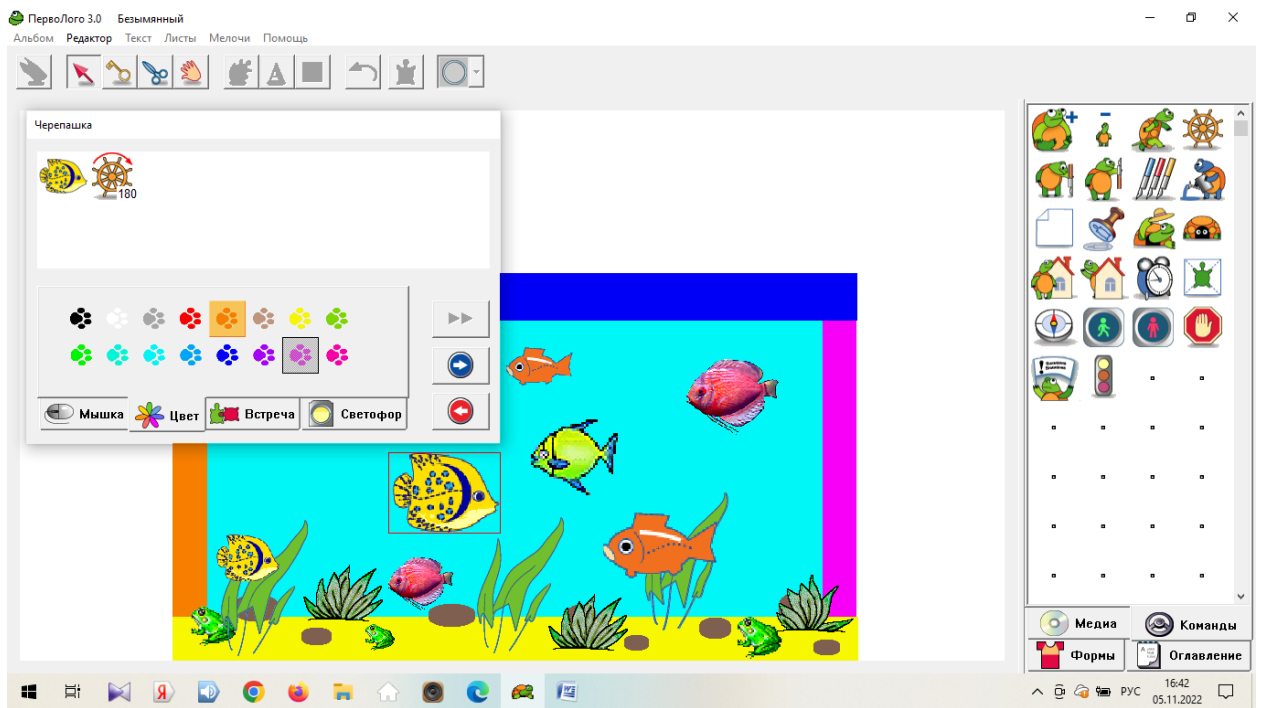 ПервоЛого 3.0 Безымянный
Альбом Редактор Текст Листы Мелочи Помощь
Черепашка
180
Мышка Цвет Встреча Светофор
Медиа Команды
Формы Оглавление
РУС 16:42
05.11.2022